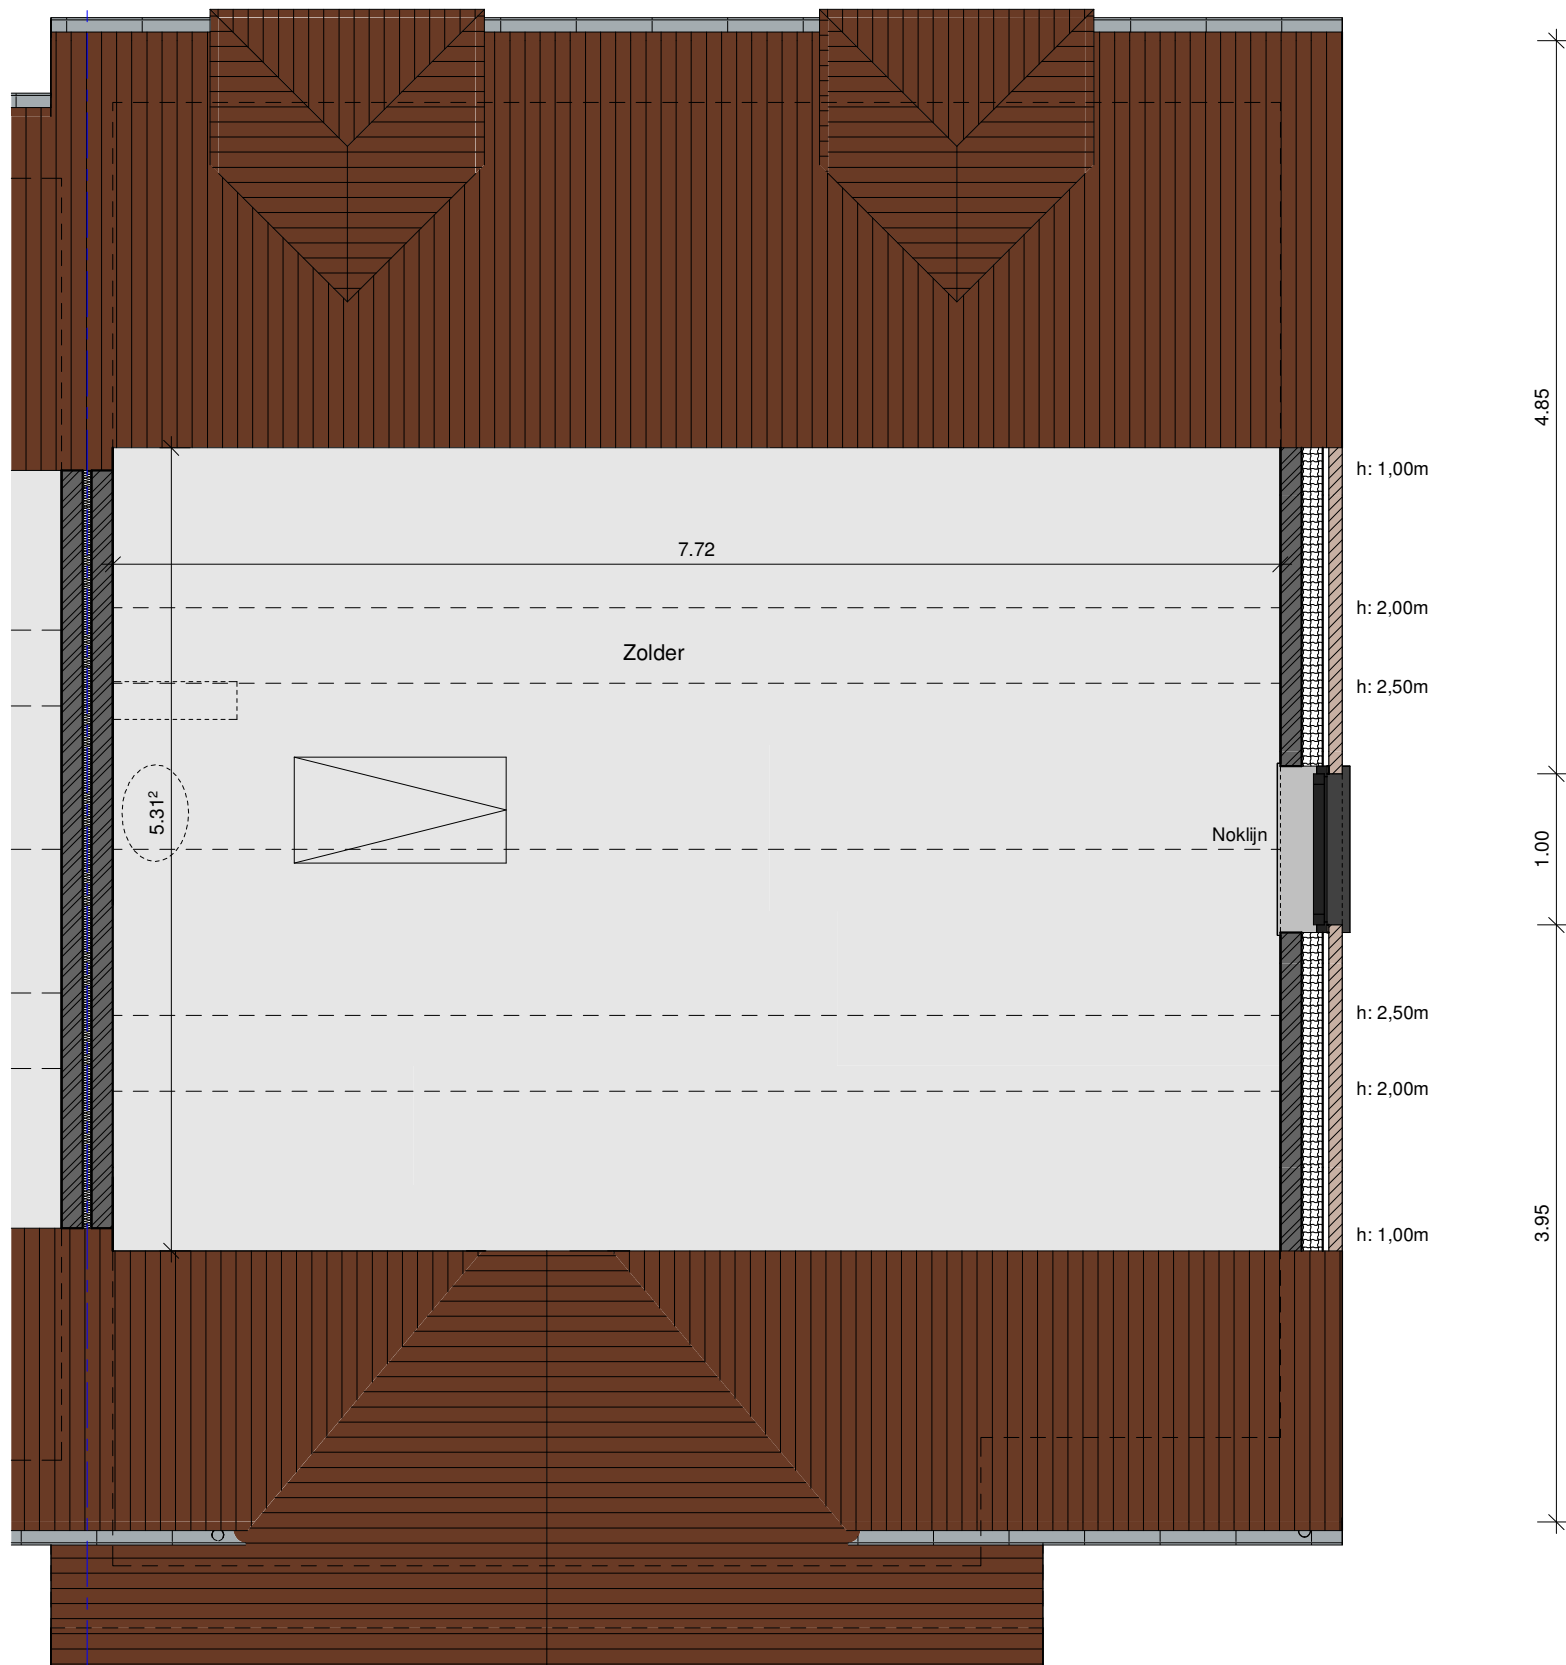 4.85
h: 1,00m
7.72
h: 2,00m
Zolder
h: 2,50m
5.31²
Noklijn
1.00
h: 2,50m
h: 2,00m
3.95
h: 1,00m